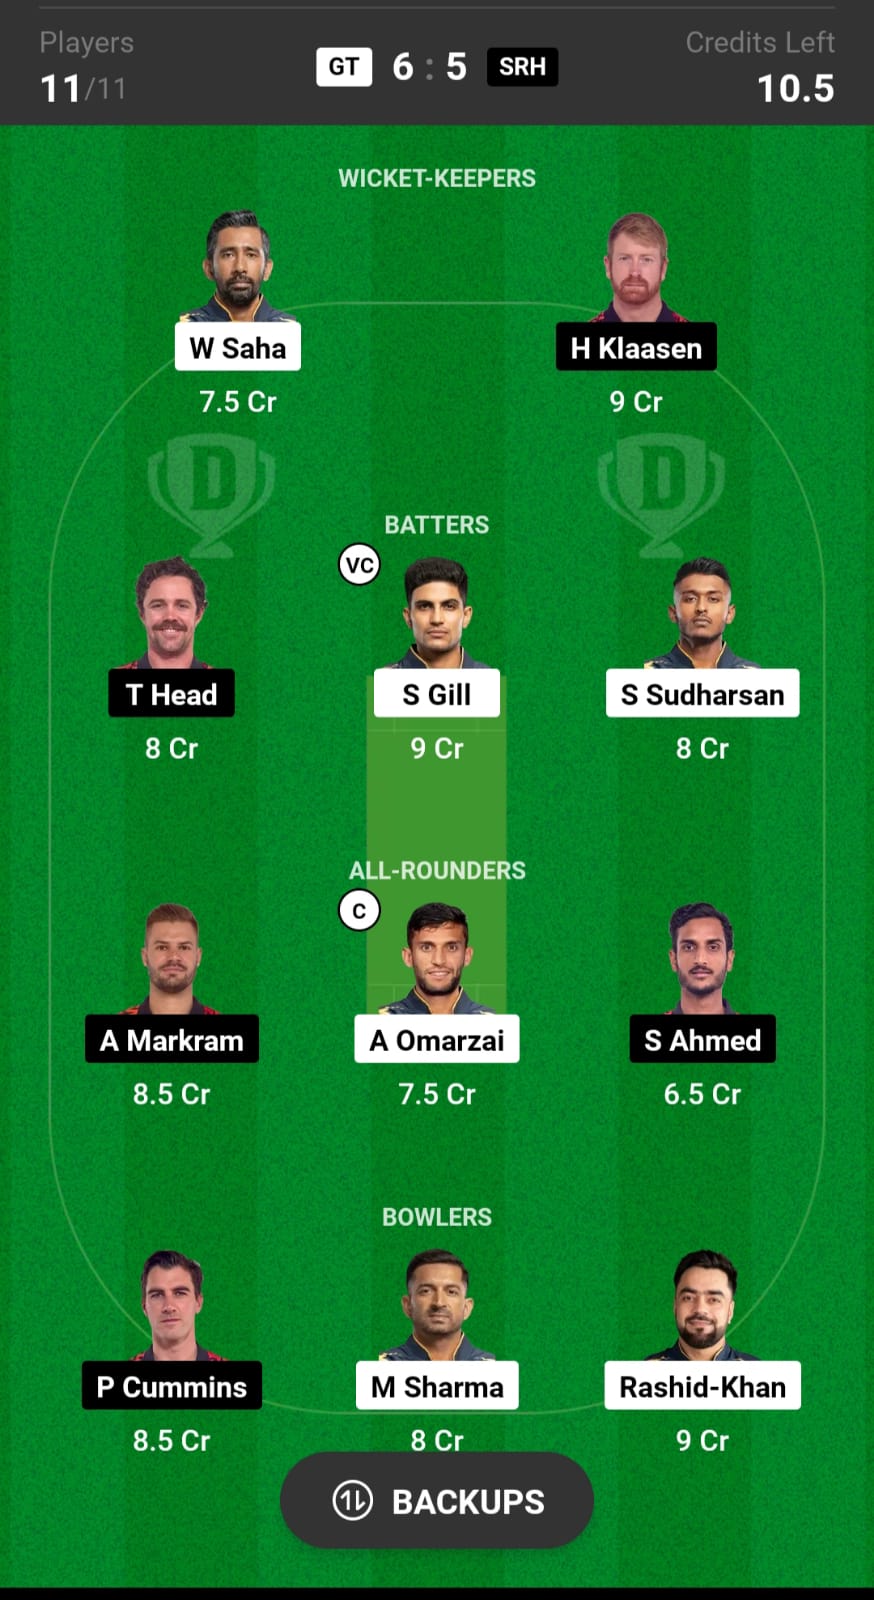 Players
Credits Left
11/11
GT 6 : 5 SRH
10.5
WICKET-KEEPERS
W Saha
H Klaasen
7.5 Cr
9 Cr
D
D
BATTERS
VC
T Head
S Gill
S Sudharsan
8 Cr
9 Cr
8 Cr
ALL-ROUNDERS
C
A Markram
A Omarzai
S Ahmed
8.5 Cr
7.5 Cr
6.5 Cr
BOWLERS
P Cummins
M Sharma
Rashid-Khan
8.5 Cr
8 Cr
9 Cr
BACKUPS